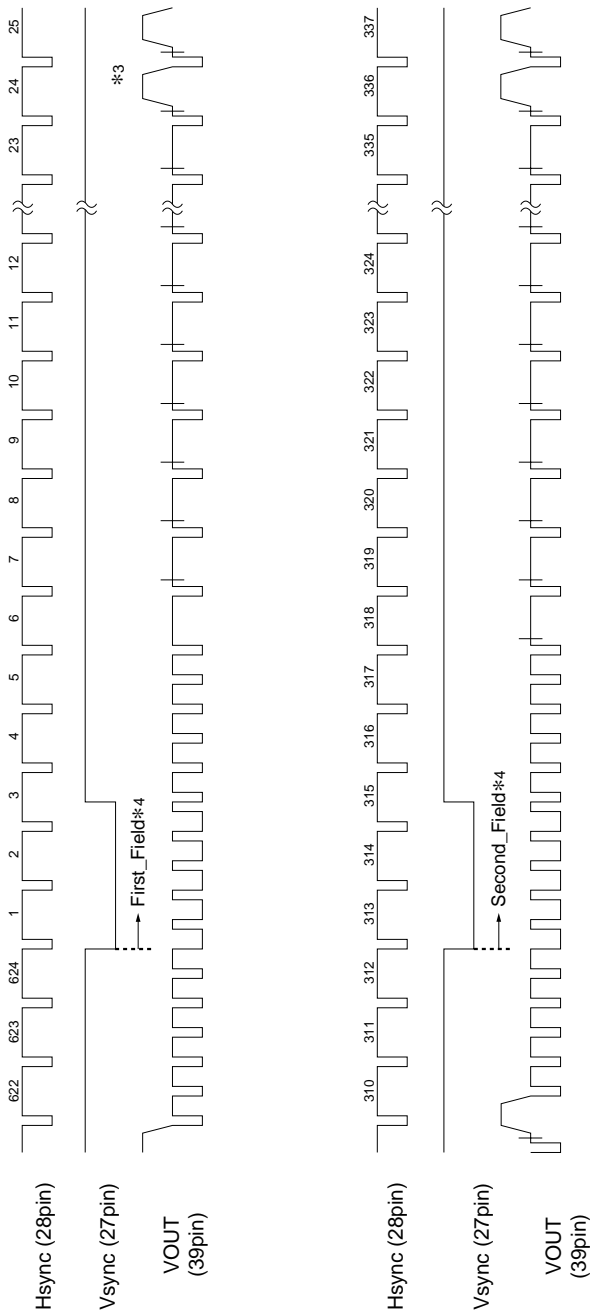 622 623 624 1 2 3 4 5 6 7 8 9 10 11 12 23 24 25
Hsync (28pin)
Vsync (27pin)
First_Field*4
*3
VOUT
(39pin)
310 311 312 313 314 315 316 317 318 319 320 321 322 323 324 335 336 337
Hsync (28pin)
Vsync (27pin)
Second_Field*4
VOUT
(39pin)